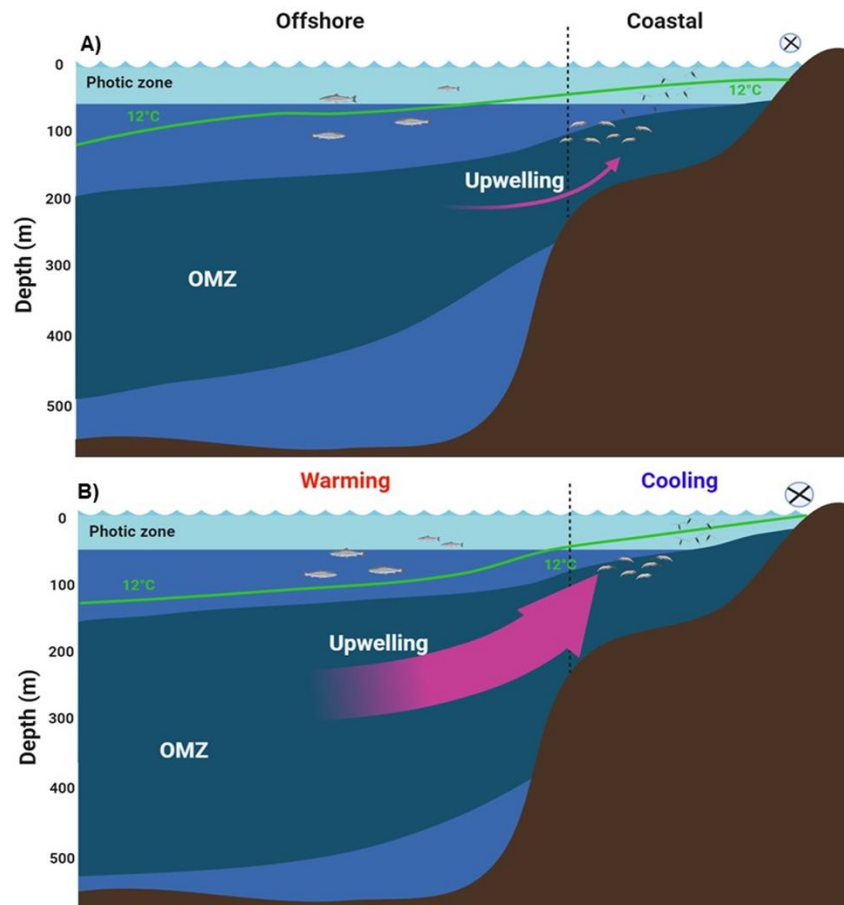 Offshore Coastal
A)
0
Photic zone
12°C 12°C
100
Upwelling
200
Depth (m)
OMZ
300
400
500
Warming Cooling
B)
0
Photic zone
12°C
100
12°C
Upwelling
200
Depth (m)
300
OMZ
400
500